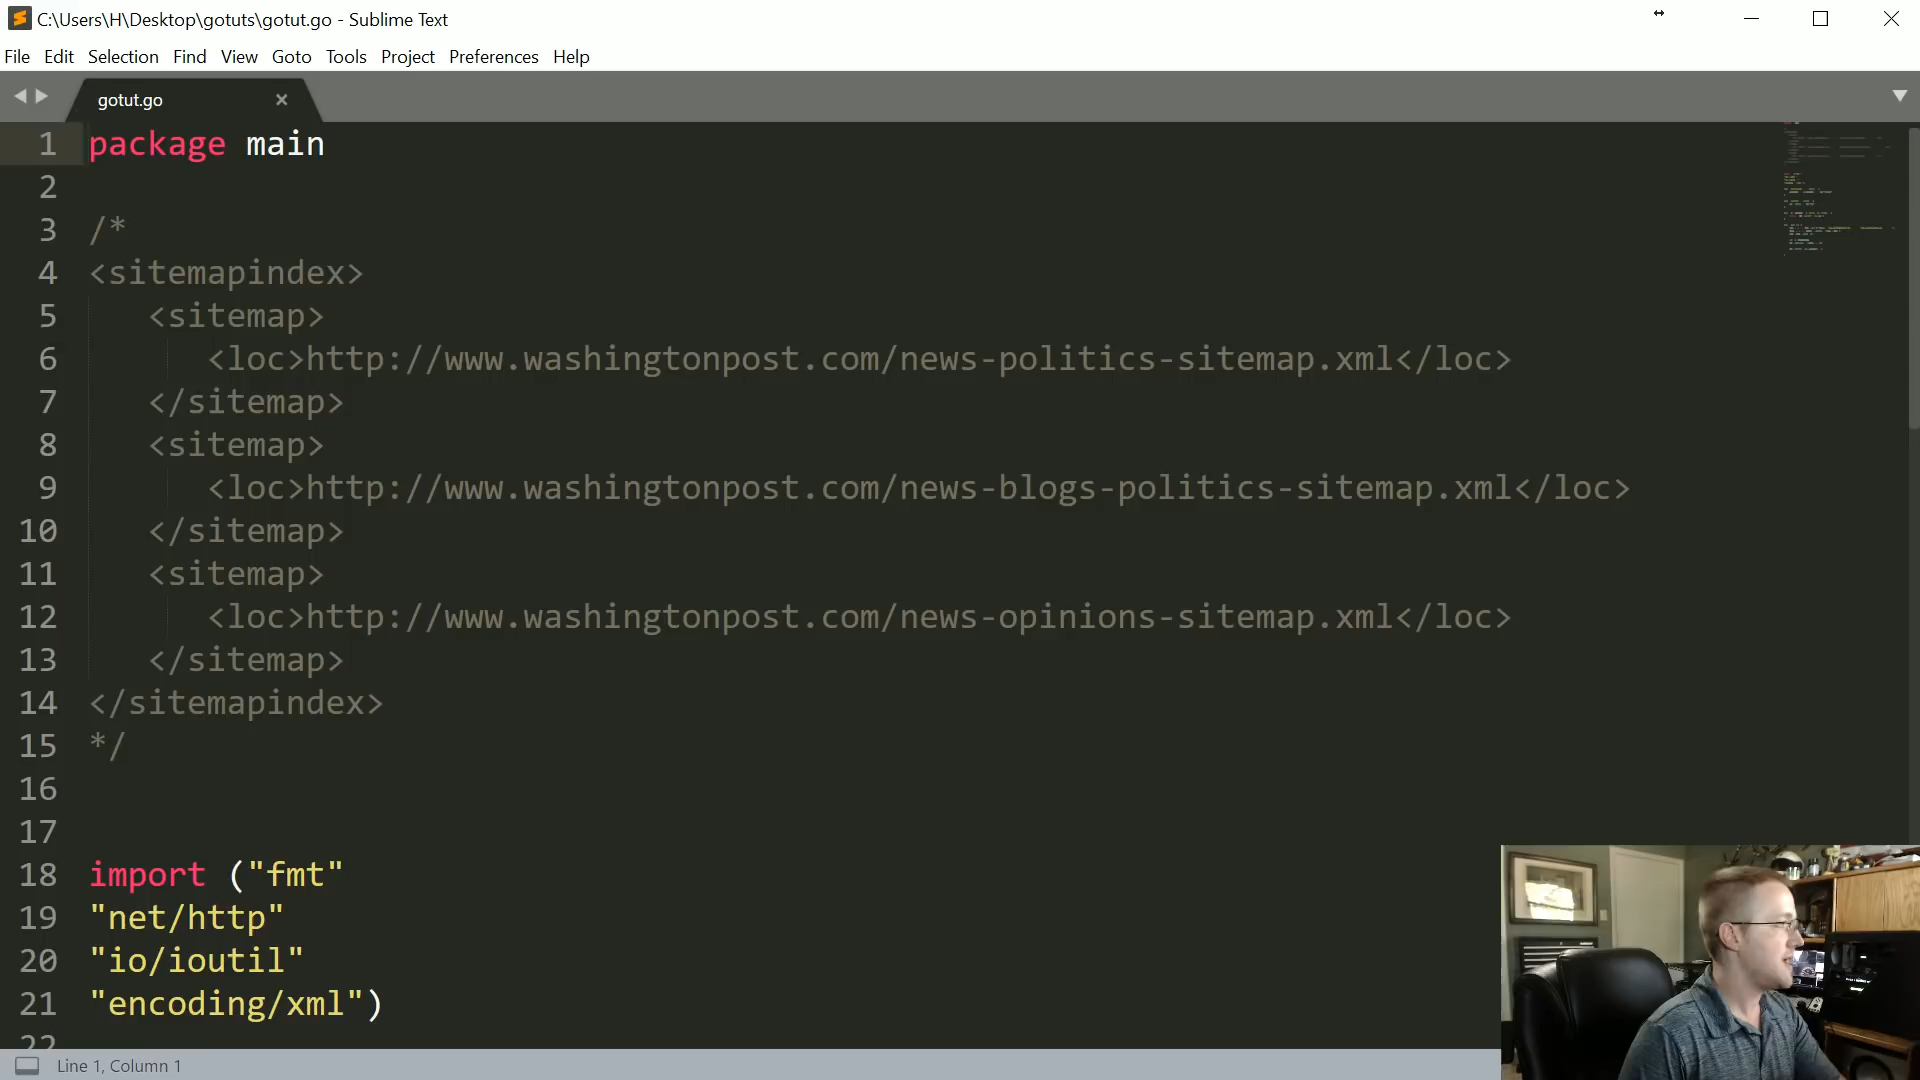 C:\Users\H\Desktop\gotuts\gotut.go - Sublime Text
File Edit Selection Find View Goto Tools Project Preferences Help
gotut.go
1 package main
2
3 /*
4 <sitemapindex>
5 <sitemap>
6 <loc>http://www.washingtonpost.com/news-politics-sitemap.xml</loc>
7 </sitemap>
8 <sitemap>
9 <loc>http://www.washingtonpost.com/news-blogs-politics-sitemap.xml</loc>
10 </sitemap>
11 <sitemap>
12 <loc>http://www.washingtonpost.com/news-opinions-sitemap.xml</loc>
13 </sitemap>
14 </sitemapindex>
15 */
16
17
18 import ("fmt"
19 "net/http"
20 "io/ioutil"
21 "encoding/xml")
22
Line 1, Column 1